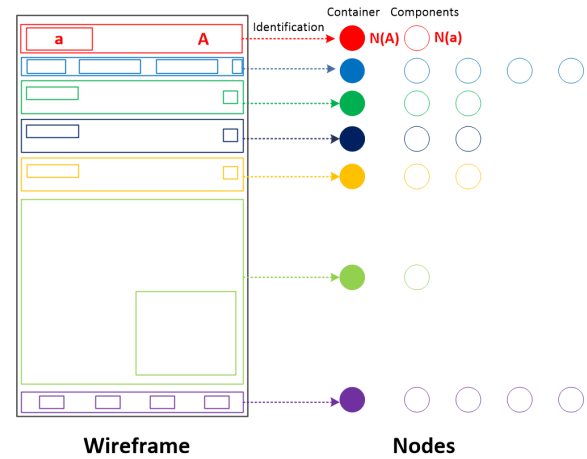 Container Components
Identification
a A N(A) N(a)
Wireframe Nodes